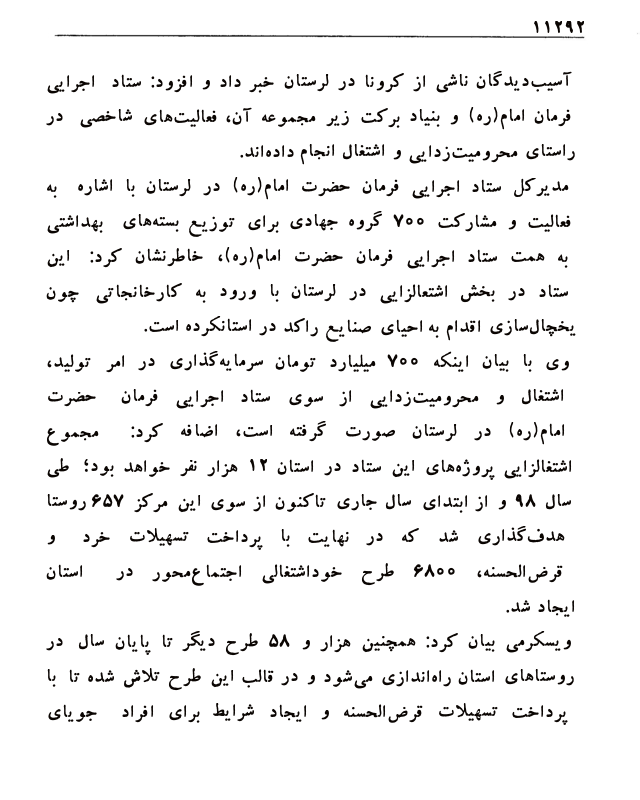 ۱۱۲۹۲
آسیب‌دیدگان ناشی از کرونا در لرستان خبر داد و افزود: ستاد اجرایی
فرمان امام(ره) و بنیاد برکت زیر مجموعه آن، فعالیت‌های شاخصی در
راستای محرومیت‌زدایی و اشتغال انجام داده‌اند.
مدیرکل ستاد اجرایی فرمان حضرت امام(ره) در لرستان با اشاره به
فعالیت و مشارکت ۷۰۰ گروه جهادی برای توزیع بسته‌های بهداشتی
به همت ستاد اجرایی فرمان حضرت امام(ره)، خاطرنشان کرد: این
ستاد در بخش اشتعالزایی در لرستان با ورود به کارخانجاتی چون
یخچال‌سازی اقدام به احیای صنایع راکد در استانکرده است.
وی با بیان اینکه ۷۰۰ میلیارد تومان سرمایه‌گذاری در امر تولید،
اشتغال و محرومیت‌زدایی از سوی ستاد اجرایی فرمان حضرت
امام(ره) در لرستان صورت گرفته است، اضافه کرد: مجموع
اشتغالزایی پروژه‌های این ستاد در استان ۱۲ هزار نفر خواهد بود؛ طی
سال ۹۸ و از ابتدای سال جاری تاکنون از سوی این مرکز ۶۵۷ روستا
هدف‌گذاری شد که در نهایت با پرداخت تسهیلات خرد و
قرض‌الحسنه، ۶۸۰۰ طرح خوداشتغالی اجتماع‌محور در استان
ایجاد شد.
ویسکرمی بیان کرد: همچنین هزار و ۵۸ طرح دیگر تا پایان سال در
روستاهای استان راه‌اندازی می‌شود و در قالب این طرح تلاش شده تا با
پرداخت تسهیلات قرض‌الحسنه و ایجاد شرایط برای افراد جویای